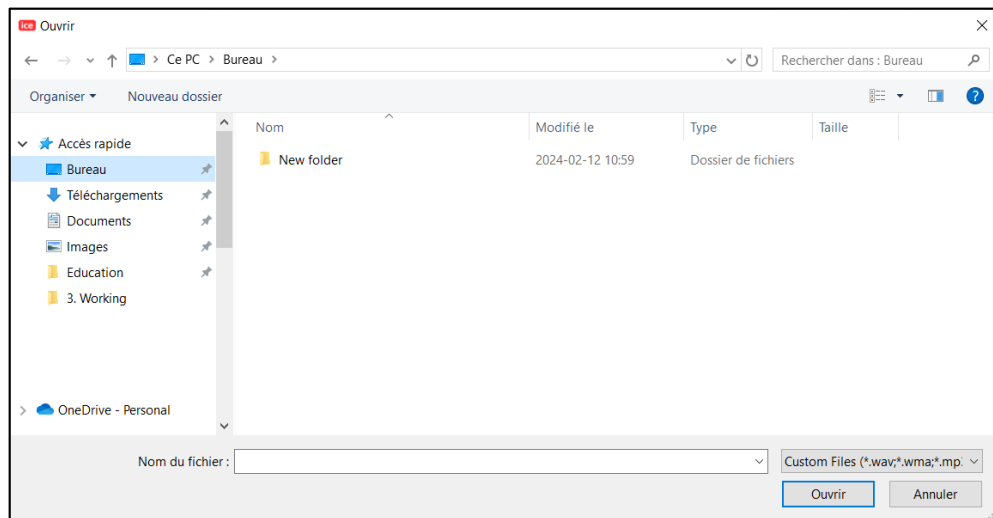 ice Ouvrir
Ce PC > Bureau >
Rechercher dans : Bureau
Organiser Nouveau dossier
Nom Modifié le Type Taille
Accès rapide
Bureau
Téléchargements
Documents
Images
Education
3. Working
OneDrive - Personal
New folder 2024-02-12 10:59 Dossier de fichiers
Nom du fichier :
Custom Files (*.wav;*.wma;*.mp
Ouvrir Annuler